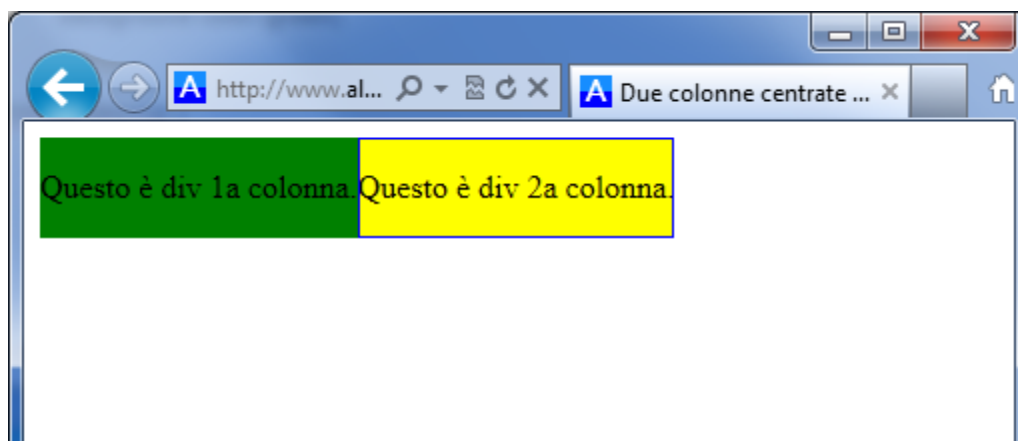 A http://www.al...
A Due colonne centrate ...
Questo è div 1a colonna.
Questo è div 2a colonna.